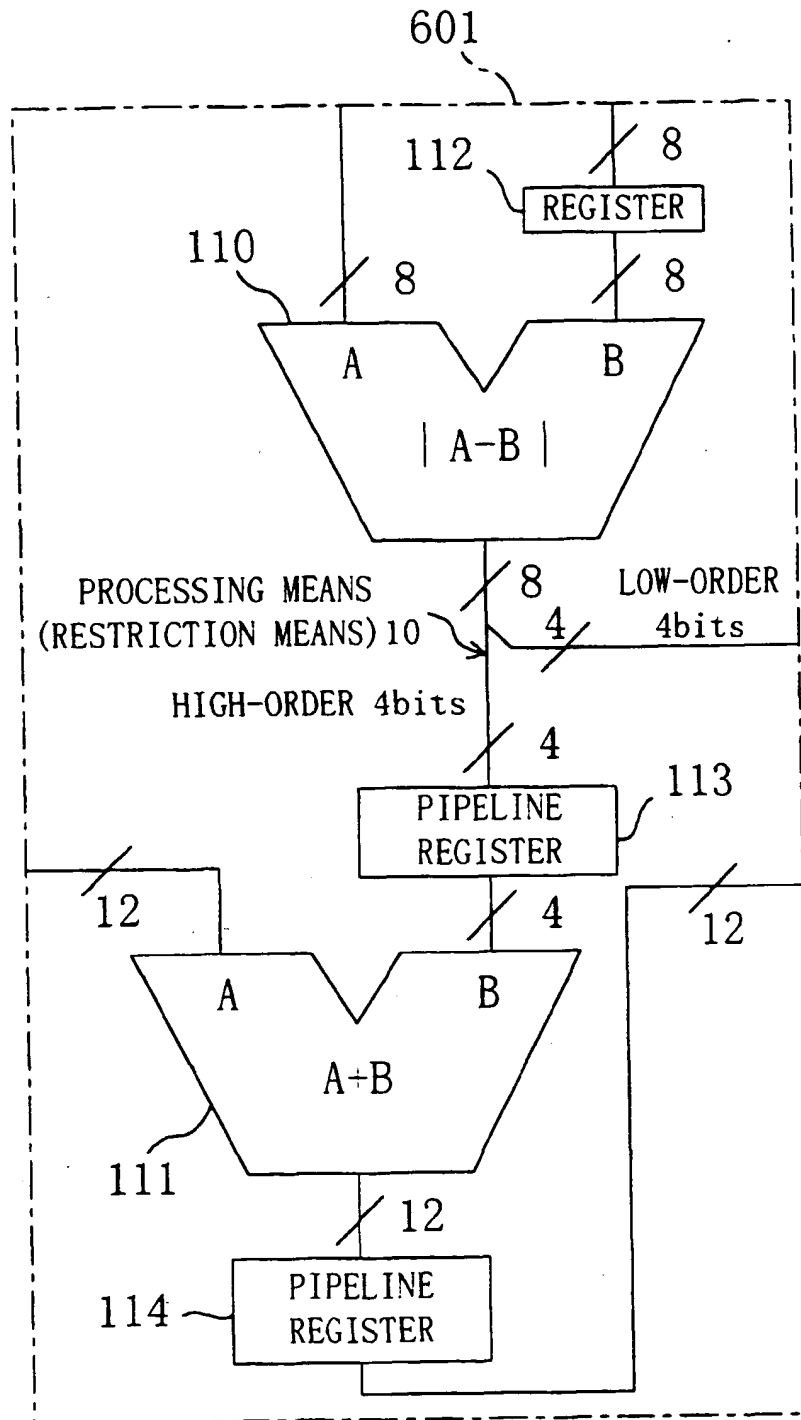 601
8
112
REGISTER
110
8
8
A
B
| A-B |
8
LOW-ORDER
4bits
PROCESSING MEANS
(RESTRICTION MEANS)10
4
HIGH-ORDER 4bits
4
113
PIPELINE
REGISTER
12
4
12
A
B
A+B
111
12
114
PIPELINE
REGISTER